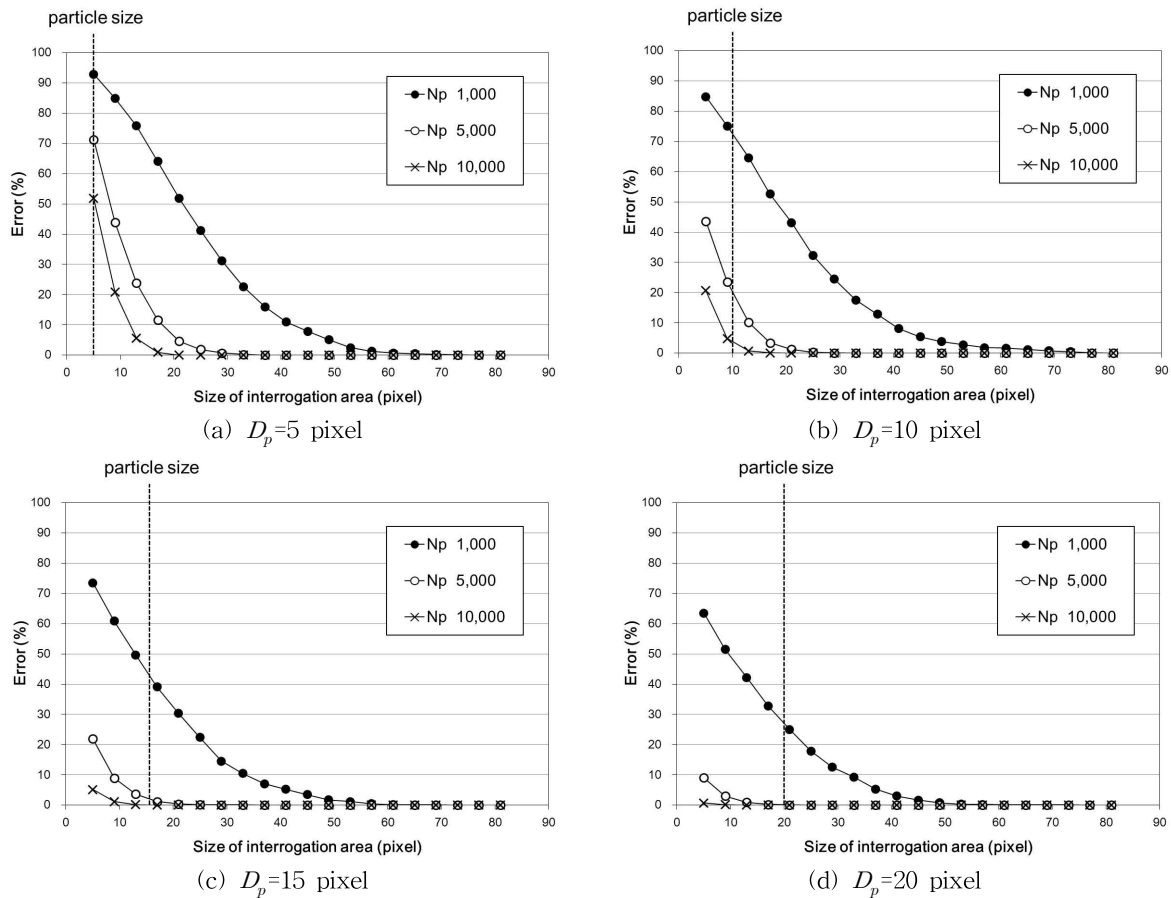 particle size
100
90
80
70
60
50
40
30
20
10
0
Error (%)
Np 1,000
Np 5,000
Np 10,000
0 10 20 30 40 50 60 70 80 90
Size of interrogation area (pixel)
(a) Dp=5 pixel
particle size
100
90
80
70
60
50
40
30
20
10
0
Error (%)
Np 1,000
Np 5,000
Np 10,000
0 10 20 30 40 50 60 70 80 90
Size of interrogation area (pixel)
(b) Dp=10 pixel
particle size
100
90
80
70
60
50
40
30
20
10
0
Error (%)
Np 1,000
Np 5,000
Np 10,000
0 10 20 30 40 50 60 70 80 90
Size of interrogation area (pixel)
(c) Dp=15 pixel
particle size
100
90
80
70
60
50
40
30
20
10
0
Error (%)
Np 1,000
Np 5,000
Np 10,000
0 10 20 30 40 50 60 70 80 90
Size of interrogation area (pixel)
(d) Dp=20 pixel